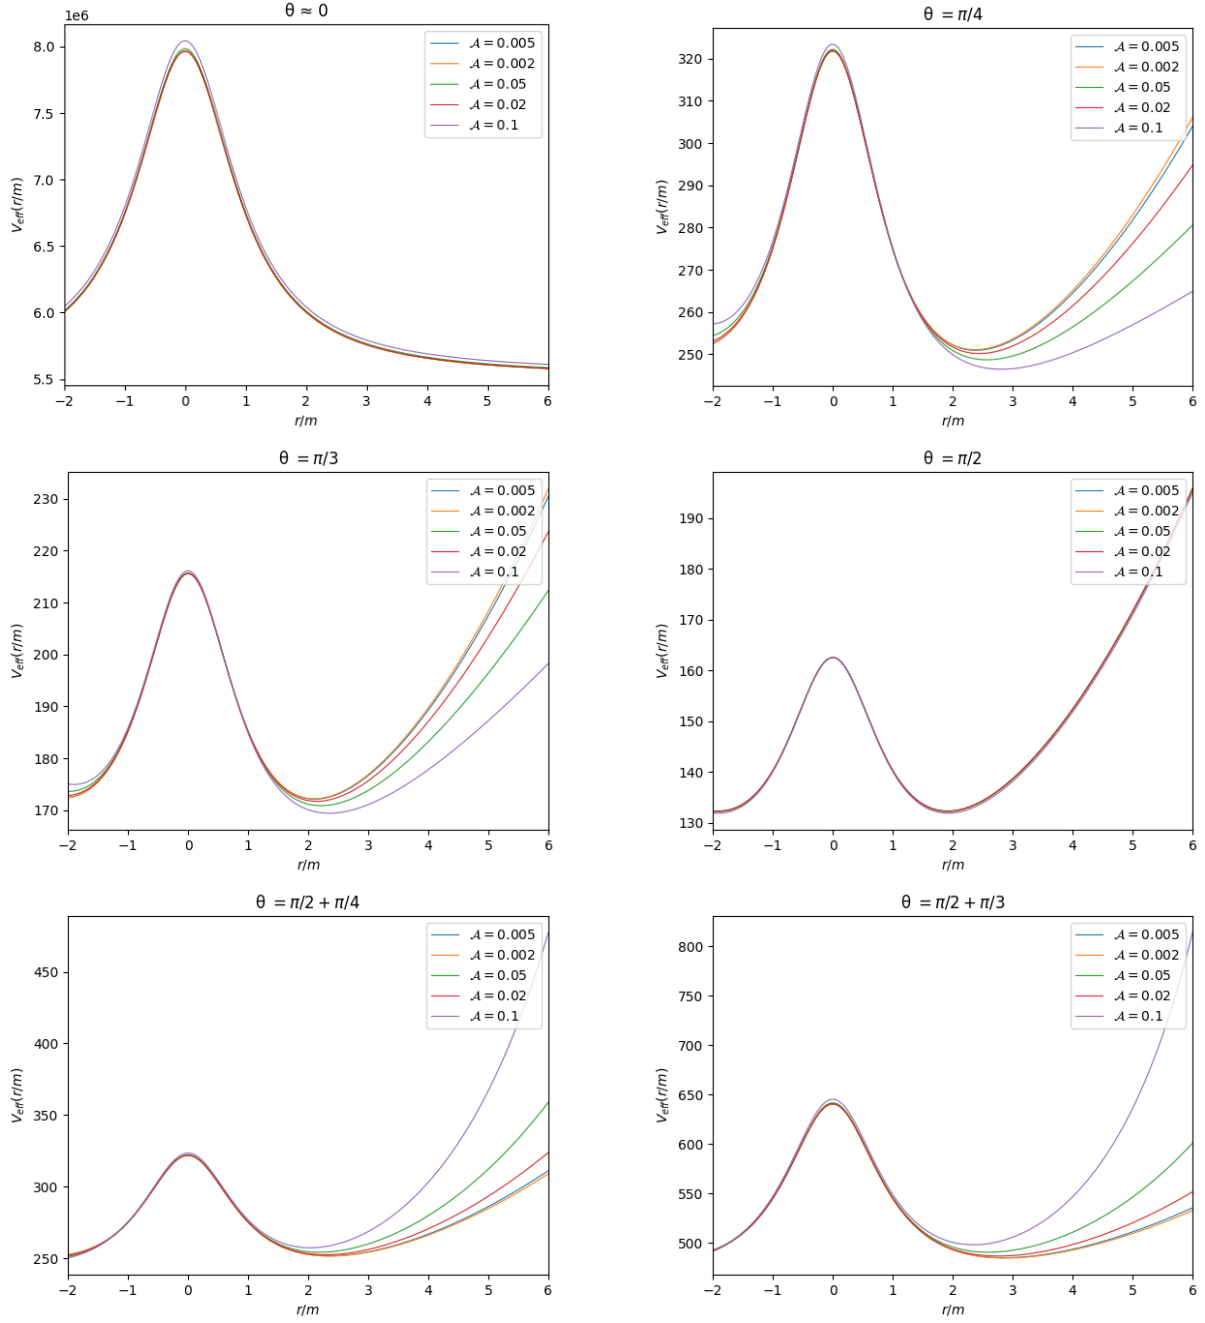 θ ≈ 0
1e6
8.0
7.5
7.0
6.5
6.0
5.5
V_eff(r/m)
𝒜 = 0.005
𝒜 = 0.002
𝒜 = 0.05
𝒜 = 0.02
𝒜 = 0.1
−2 −1 0 1 2 3 4 5 6
r/m
θ = π/4
320
310
300
290
280
270
260
250
V_eff(r/m)
𝒜 = 0.005
𝒜 = 0.002
𝒜 = 0.05
𝒜 = 0.02
𝒜 = 0.1
−2 −1 0 1 2 3 4 5 6
r/m
θ = π/3
230
220
210
200
190
180
170
V_eff(r/m)
𝒜 = 0.005
𝒜 = 0.002
𝒜 = 0.05
𝒜 = 0.02
𝒜 = 0.1
−2 −1 0 1 2 3 4 5 6
r/m
θ = π/2
190
180
170
160
150
140
130
V_eff(r/m)
𝒜 = 0.005
𝒜 = 0.002
𝒜 = 0.05
𝒜 = 0.02
𝒜 = 0.1
−2 −1 0 1 2 3 4 5 6
r/m
θ = π/2 + π/4
450
400
350
300
250
V_eff(r/m)
𝒜 = 0.005
𝒜 = 0.002
𝒜 = 0.05
𝒜 = 0.02
𝒜 = 0.1
−2 −1 0 1 2 3 4 5 6
r/m
θ = π/2 + π/3
800
750
700
650
600
550
500
V_eff(r/m)
𝒜 = 0.005
𝒜 = 0.002
𝒜 = 0.05
𝒜 = 0.02
𝒜 = 0.1
−2 −1 0 1 2 3 4 5 6
r/m